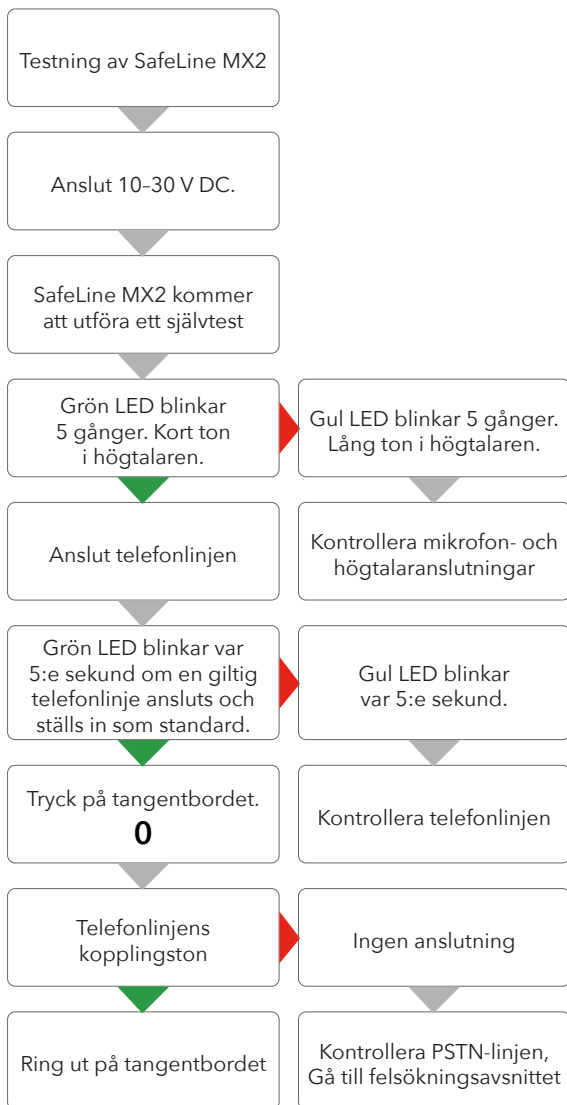 Testning av SafeLine MX2
Anslut 10–30 V DC.
SafeLine MX2 kommer
att utföra ett självtest
Grön LED blinkar
5 gånger. Kort ton
i högtalaren.
Gul LED blinkar 5 gånger.
Lång ton i högtalaren.
Anslut telefonlinjen
Kontrollera mikrofon- och
högtalaranslutningar
Grön LED blinkar var
5:e sekund om en giltig
telefonlinje ansluts och
ställs in som standard.
Gul LED blinkar
var 5:e sekund.
Tryck på tangentbordet.
0
Kontrollera telefonlinjen
Telefonlinjens
kopplingston
Ingen anslutning
Ring ut på tangentbordet
Kontrollera PSTN-linjen,
Gå till felsökningsavsnittet